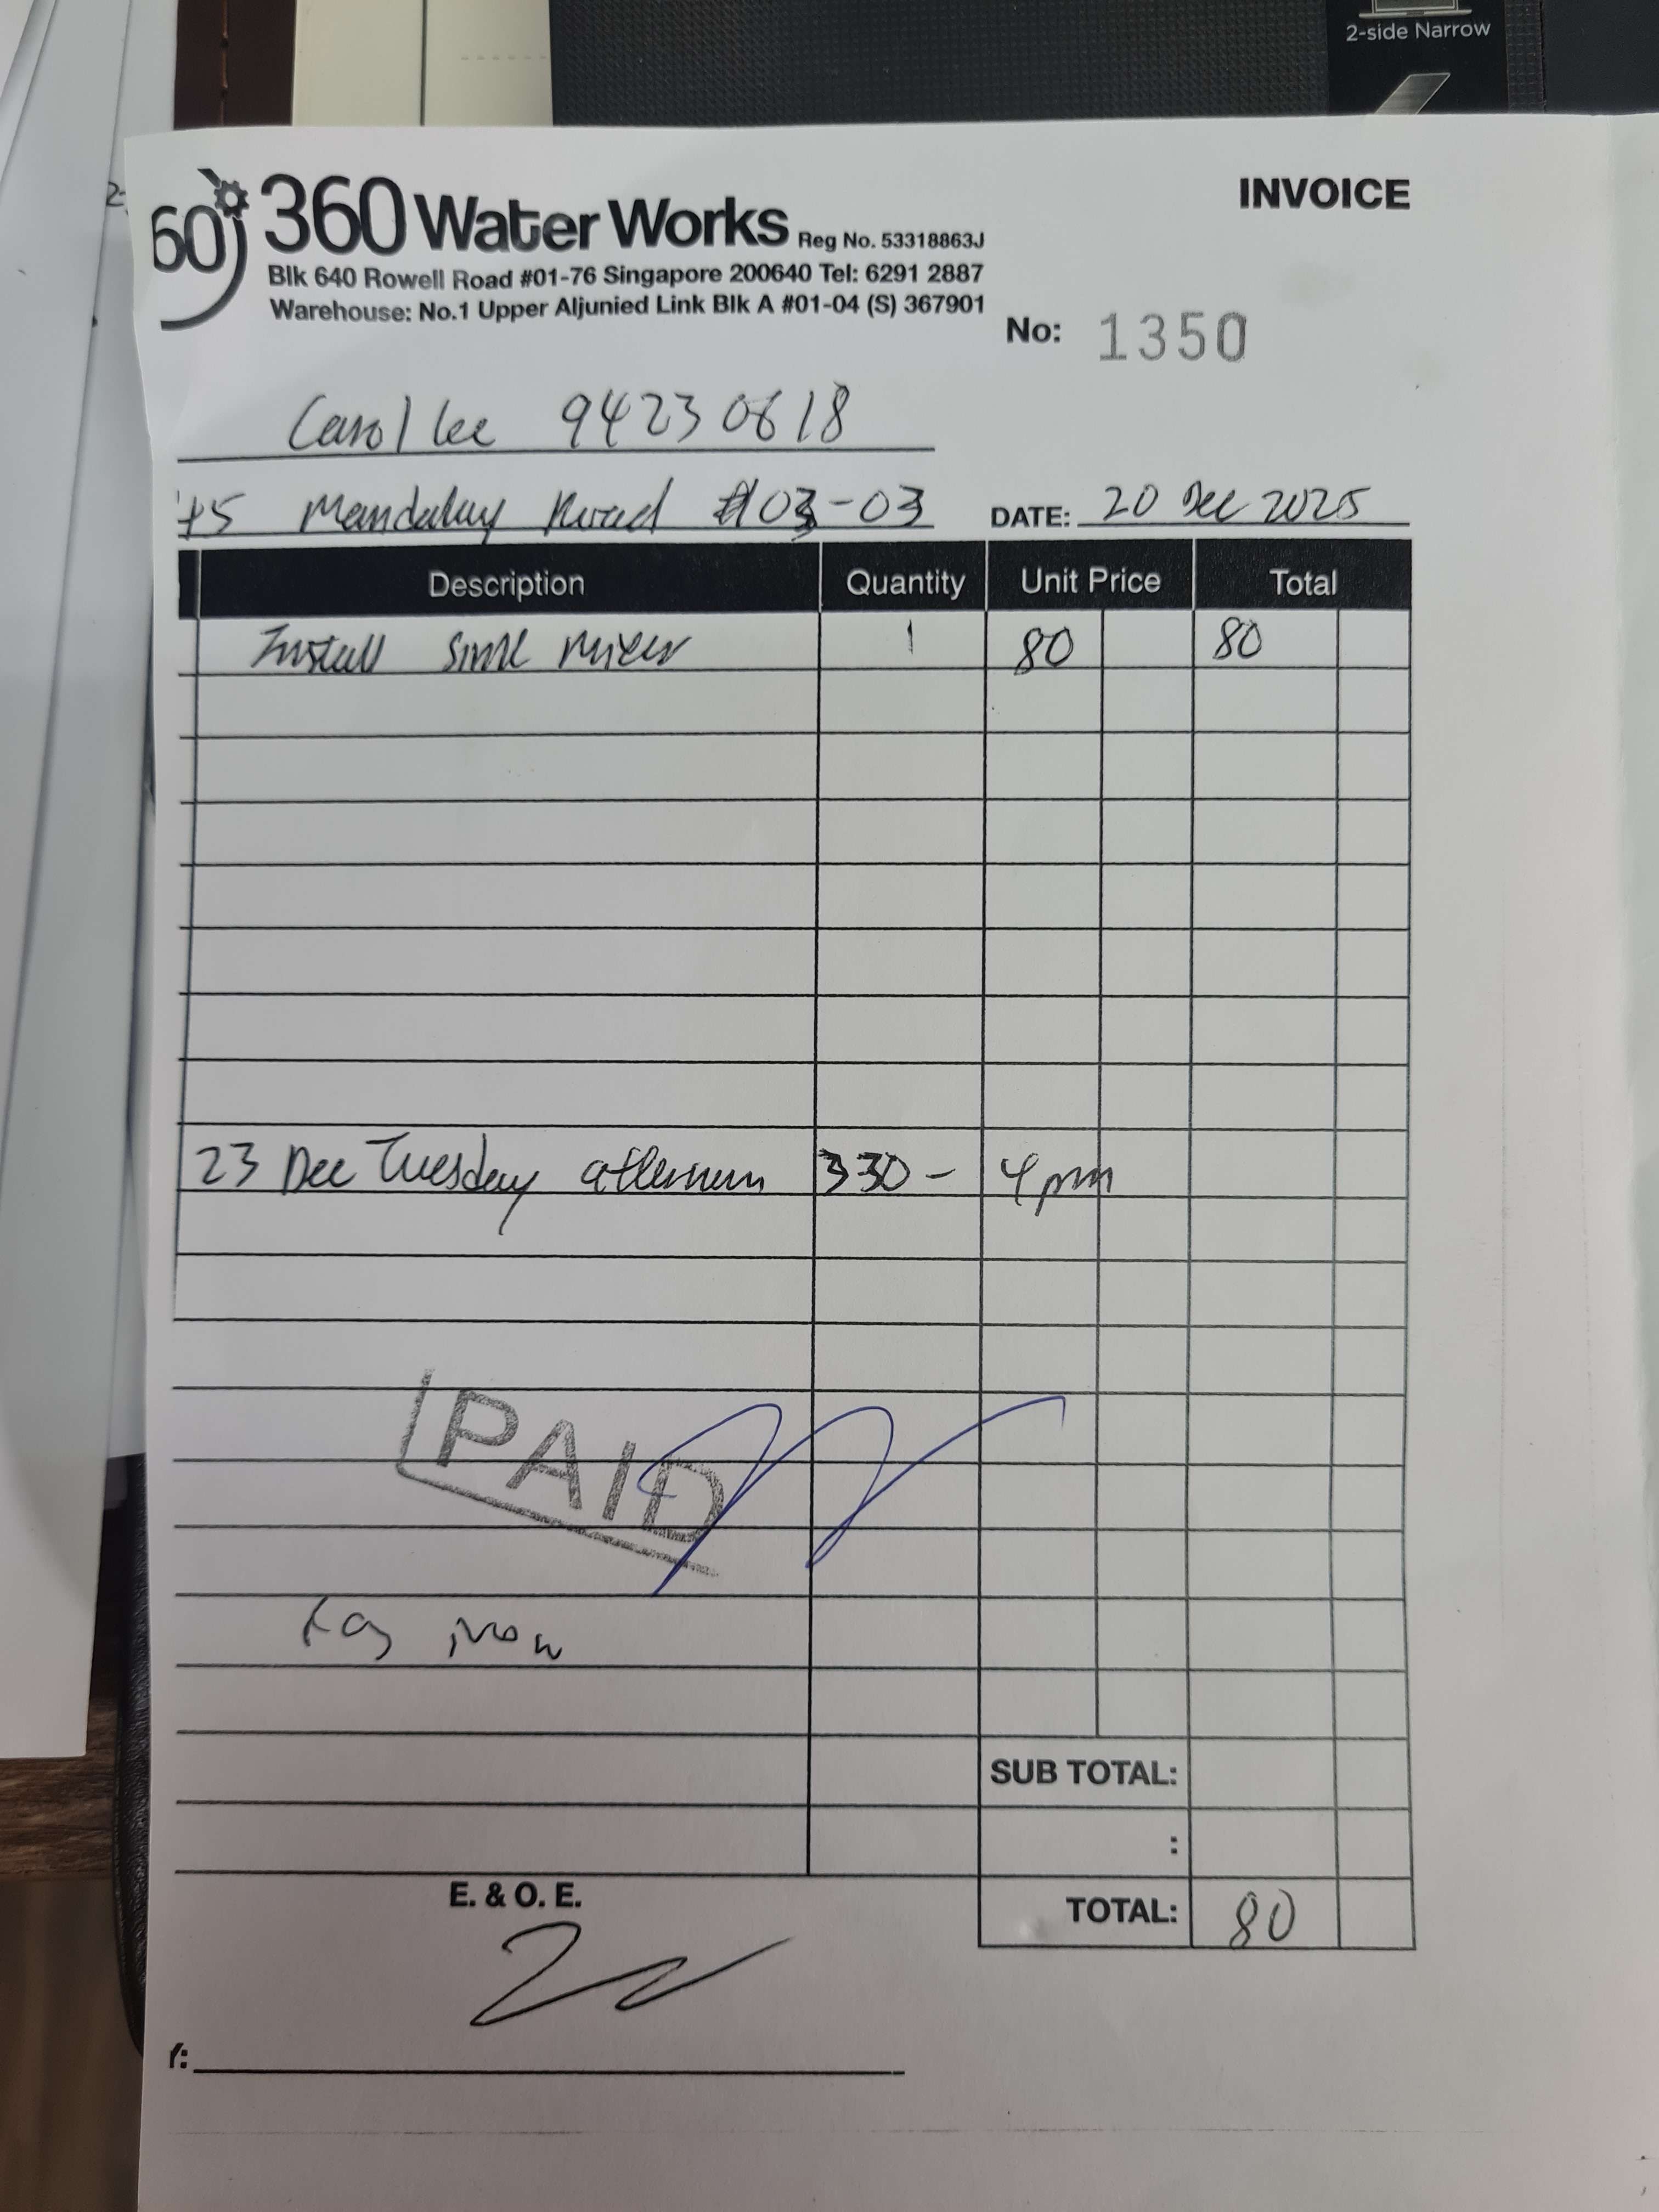 2-side Narrow
INVOICE
60
360 Water Works Reg No. 53318863J
Blk 640 Rowell Road #01-76 Singapore 200640 Tel: 6291 2887
Warehouse: No.1 Upper Aljunied Link Blk A #01-04 (S) 367901
No: 1350
Carol Lee 94230618
Mandalay Road #03-03
DATE: 20 Dec 2025
Description Quantity Unit Price Total
Install sink mixer 1 80 80
23 Dec Tuesday afternoon 330 - 4pm
PAID
Now
SUB TOTAL:
:
E. & O. E.
TOTAL: 80